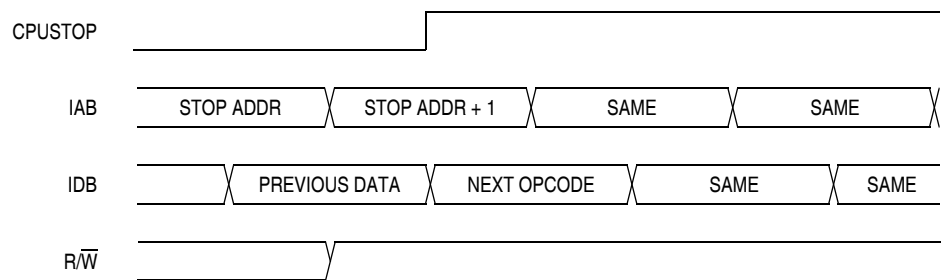 CPUSTOP
IAB STOP ADDR STOP ADDR + 1 SAME SAME
IDB PREVIOUS DATA NEXT OPCODE SAME SAME
R/W̅